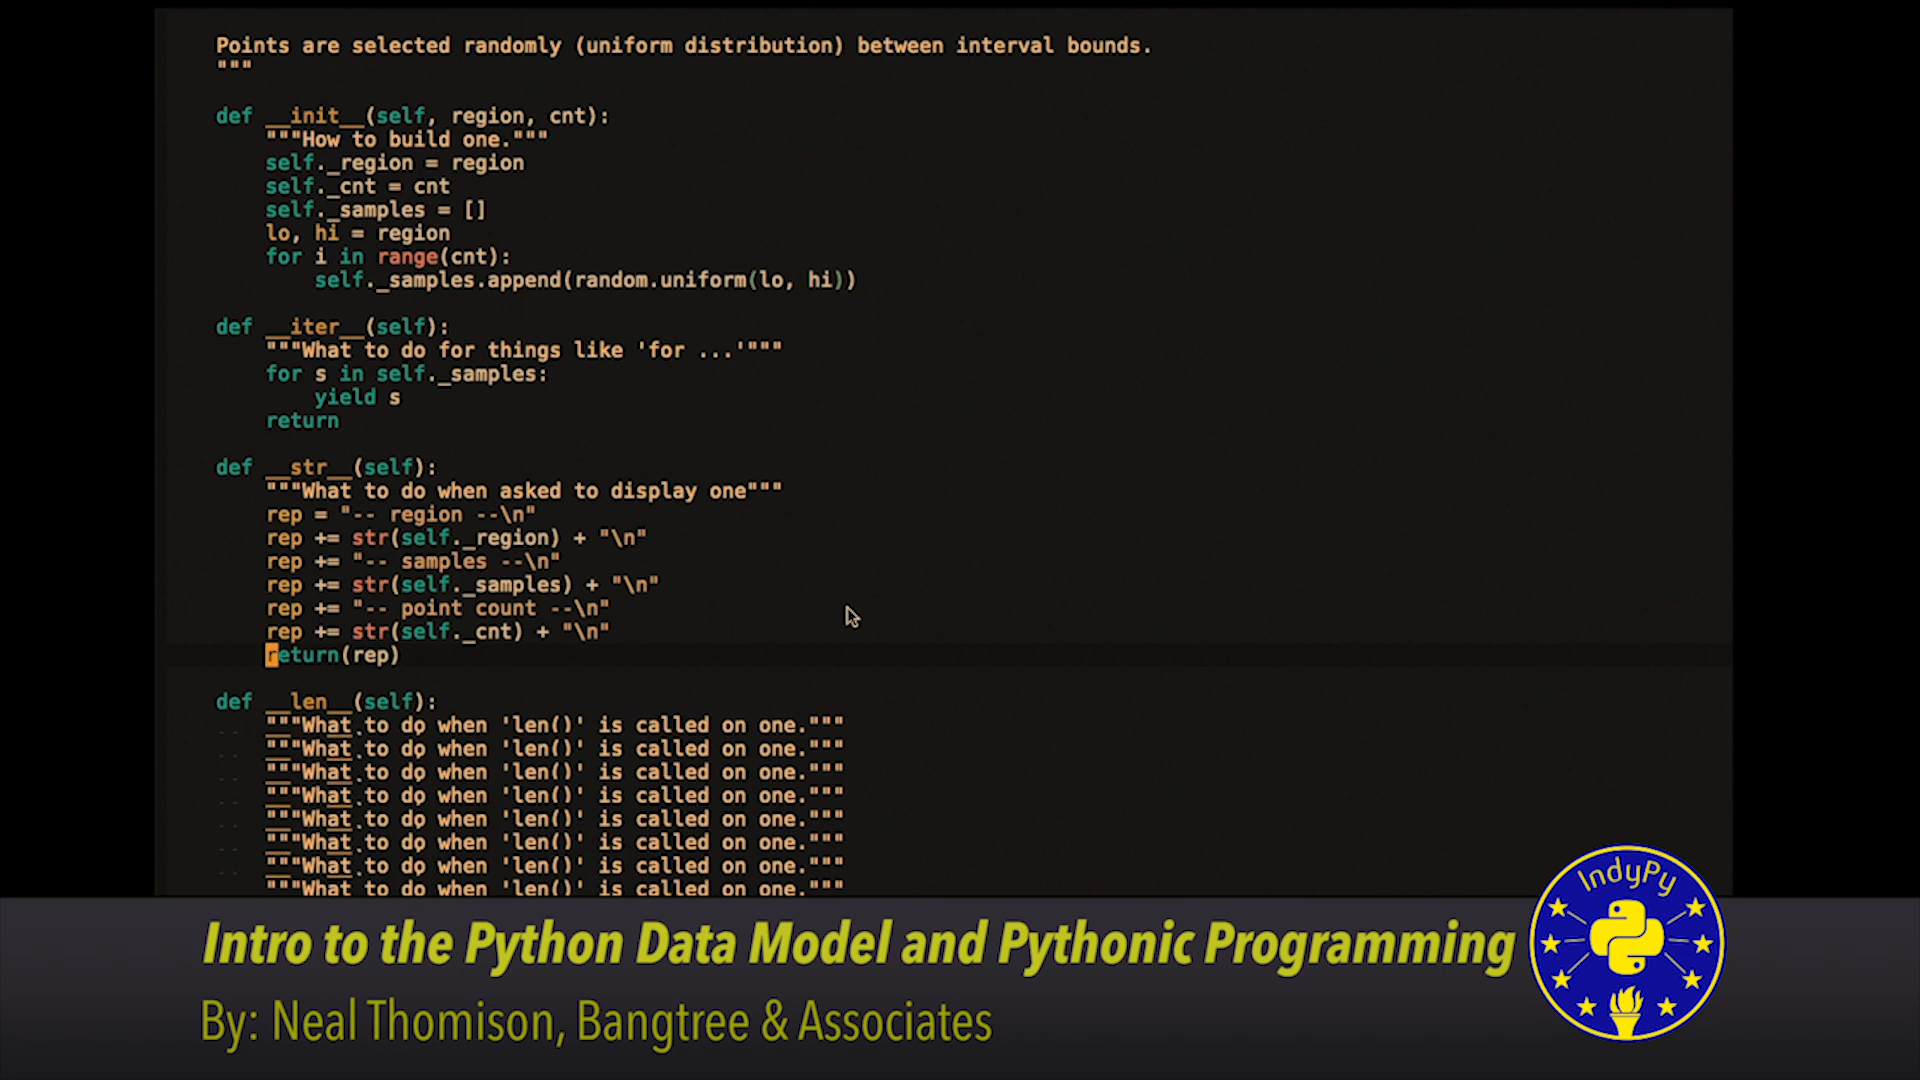 Points are selected randomly (uniform distribution) between interval bounds.
"""
def __init__(self, region, cnt):
"""How to build one."""
self._region = region
self._cnt = cnt
self._samples = []
lo, hi = region
for i in range(cnt):
self._samples.append(random.uniform(lo, hi))
def __iter__(self):
"""What to do for things like 'for ...'"""
for s in self._samples:
yield s
return
def __str__(self):
"""What to do when asked to display one"""
rep = "-- region --\n"
rep += str(self._region) + "\n"
rep += "-- samples --\n"
rep += str(self._samples) + "\n"
rep += "-- point count --\n"
rep += str(self._cnt) + "\n"
return(rep)
def __len__(self):
"""What to do when 'len()' is called on one."""
"""What to do when 'len()' is called on one."""
"""What to do when 'len()' is called on one."""
"""What to do when 'len()' is called on one."""
"""What to do when 'len()' is called on one."""
"""What to do when 'len()' is called on one."""
"""What to do when 'len()' is called on one."""
"""What to do when 'len()' is called on one."""
IndyPy
Intro to the Python Data Model and Pythonic Programming
By: Neal Thomison, Bangtree & Associates